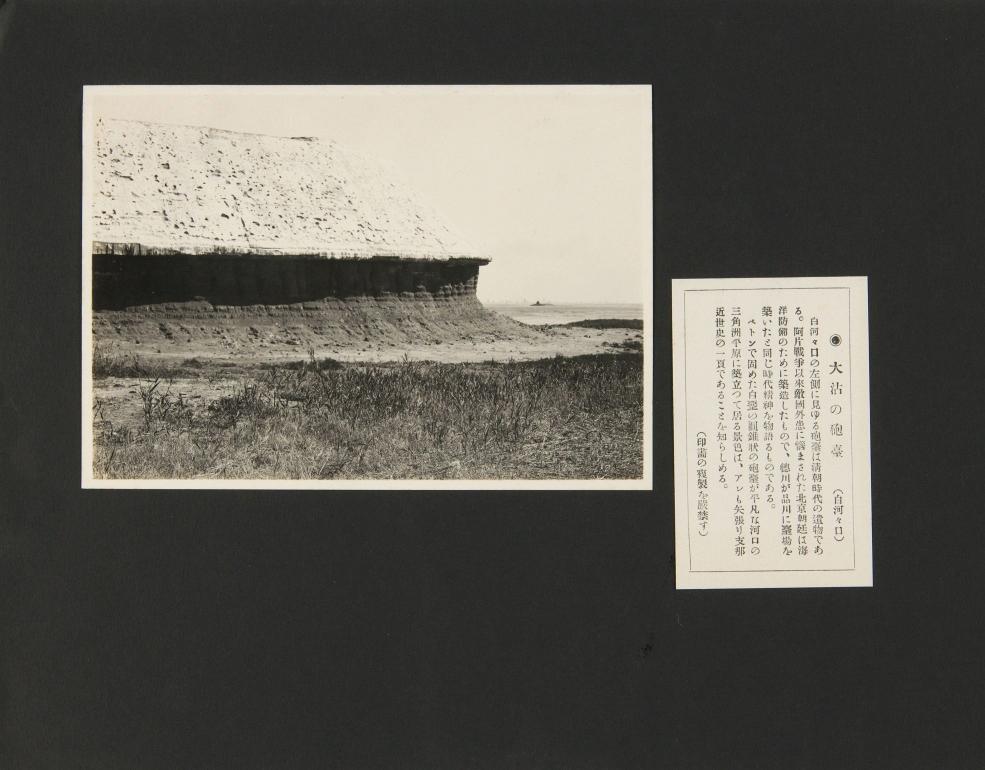 ◉大沽の砲臺 (白河々口)
白河々口の左側に見ゆる砲臺は淸朝時代の遺物であ
る。阿片戰爭以來敵國外患に惱まされた北京朝廷は海
洋防備のために築造したもので、德川が品川に臺場を
築いたと同じ時代精神を物語るものである。
ベトンで固めた白堊の圓錐狀の砲臺が平凡な河口の
三角洲平原に築立つて居る景色は、アレも矢張り支那
近世史の一頁であることを知らしめる。
(印畵の複製を嚴禁す)